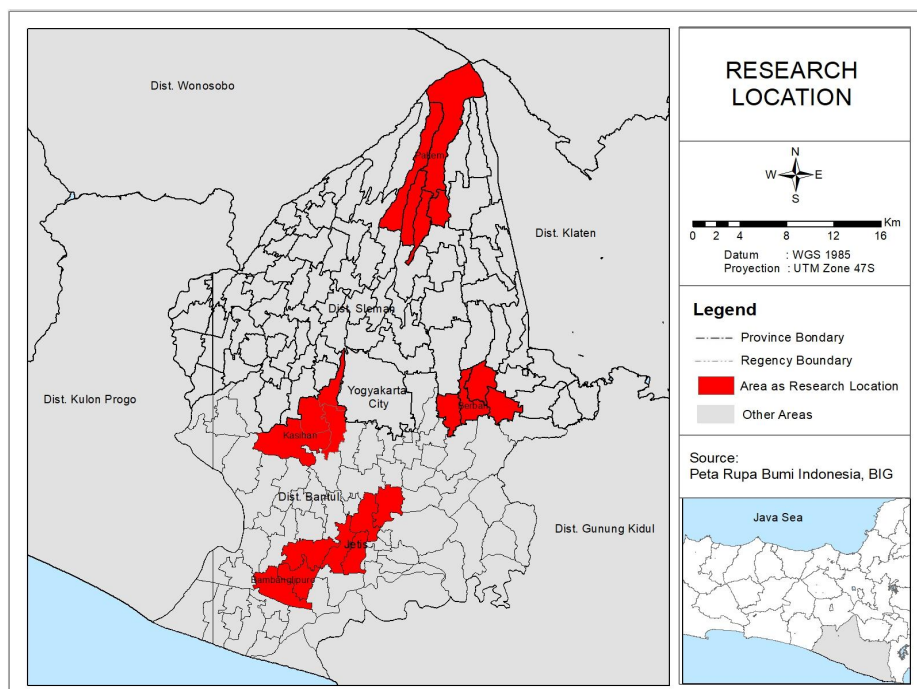 Dist. Wonosobo
Pakem
Dist. Klaten
Dist. Sleman
Dist. Kulon Progo
Yogyakarta
City
Berbah
Kasihan
Dist. Bantul
Dist. Gunung Kidul
Jetis
Bambanglipuro
RESEARCH
LOCATION
N
W E
S
0 2 4 8 12 16 Km
Datum : WGS 1985
Proyection : UTM Zone 47S
Legend
Province Bondary
Regency Boundary
Area as Research Location
Other Areas
Source:
Peta Rupa Bumi Indonesia, BIG
Java Sea